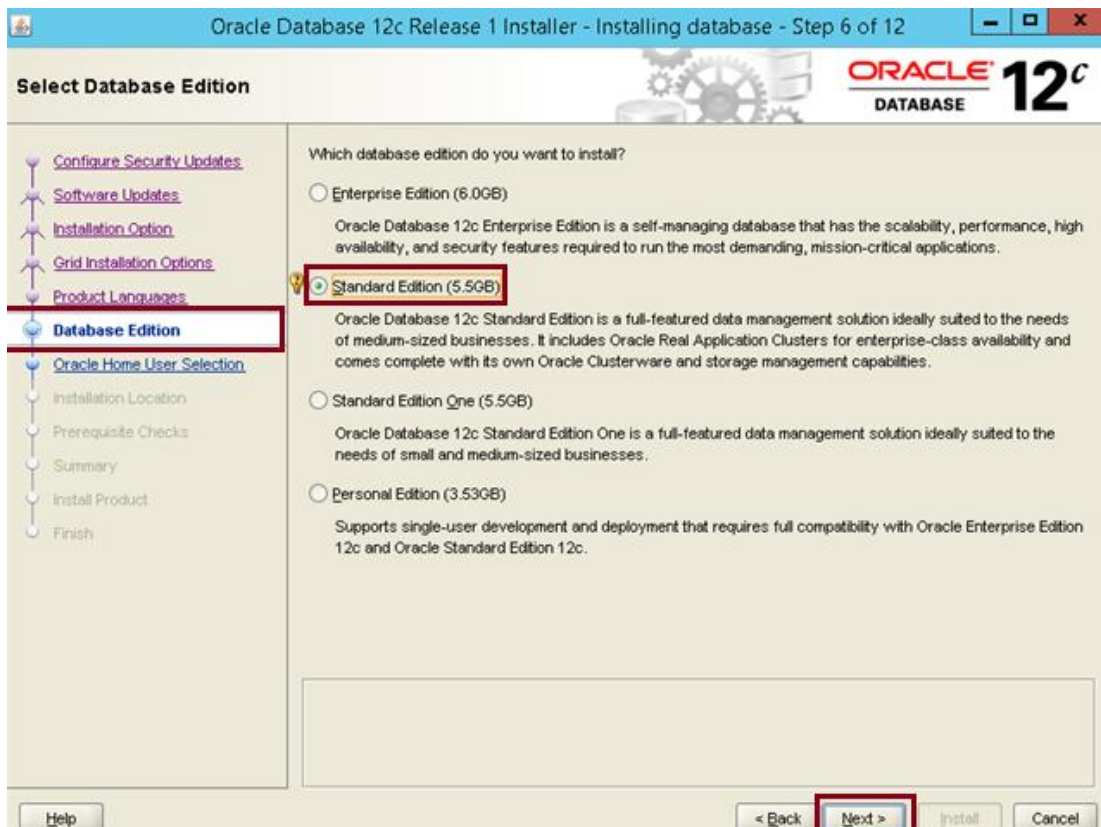 Oracle Database 12c Release 1 Installer - Installing database - Step 6 of 12
Select Database Edition
ORACLE
DATABASE
12c
Configure Security Updates
Software Updates
Installation Option
Grid Installation Options
Product Languages
Database Edition
Oracle Home User Selection
Installation Location
Prerequisite Checks
Summary
Install Product
Finish
Which database edition do you want to install?
Enterprise Edition (6.0GB)
Oracle Database 12c Enterprise Edition is a self-managing database that has the scalability, performance, high
availability, and security features required to run the most demanding, mission-critical applications.
Standard Edition (5.5GB)
Oracle Database 12c Standard Edition is a full-featured data management solution ideally suited to the needs
of medium-sized businesses. It includes Oracle Real Application Clusters for enterprise-class availability and
comes complete with its own Oracle Clusterware and storage management capabilities.
Standard Edition One (5.5GB)
Oracle Database 12c Standard Edition One is a full-featured data management solution ideally suited to the
needs of small and medium-sized businesses.
Personal Edition (3.53GB)
Supports single-user development and deployment that requires full compatibility with Oracle Enterprise Edition
12c and Oracle Standard Edition 12c.
Help
< Back
Next >
Install
Cancel